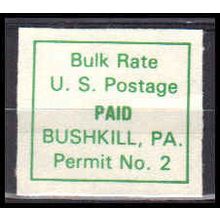 Bulk Rate
U. S. Postage
PAID
BUSHKILL, PA.
Permit No. 2